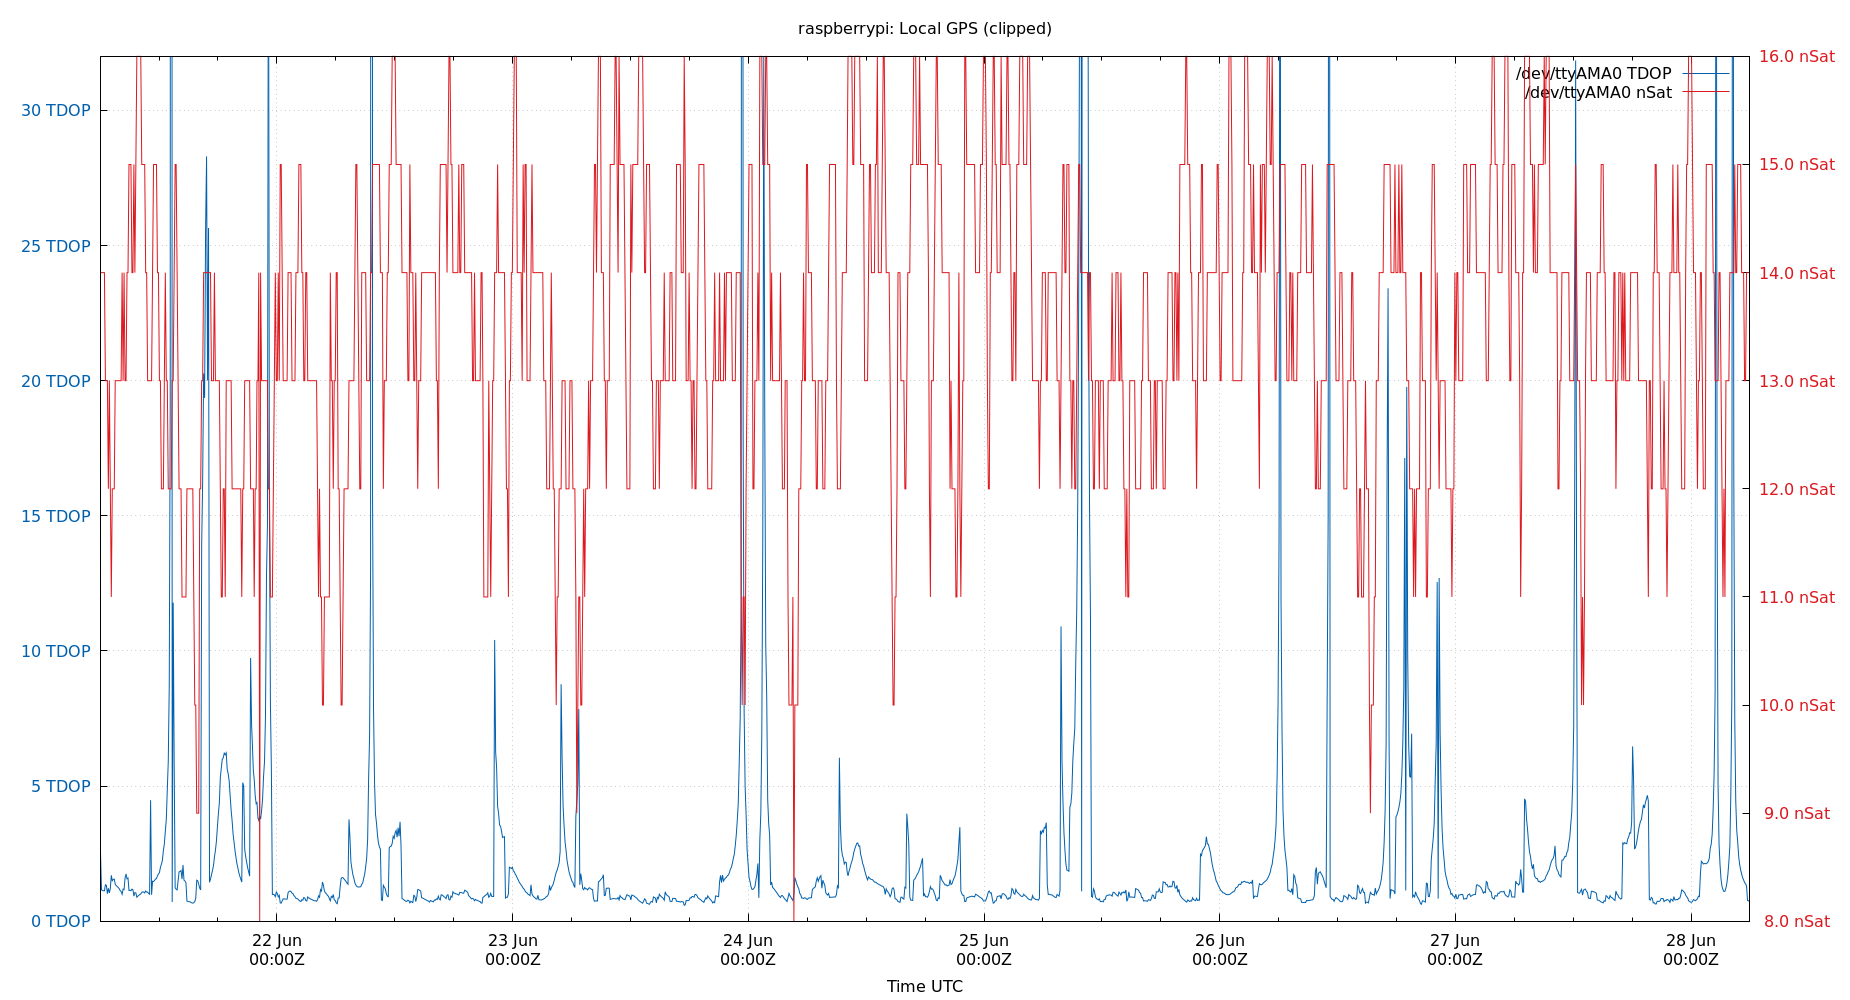 raspberrypi: Local GPS (clipped)
/dev/ttyAMA0 TDOP
/dev/ttyAMA0 nSat
30 TDOP
25 TDOP
20 TDOP
15 TDOP
10 TDOP
5 TDOP
0 TDOP
16.0 nSat
15.0 nSat
14.0 nSat
13.0 nSat
12.0 nSat
11.0 nSat
10.0 nSat
9.0 nSat
8.0 nSat
22 Jun
00:00Z
23 Jun
00:00Z
24 Jun
00:00Z
25 Jun
00:00Z
26 Jun
00:00Z
27 Jun
00:00Z
28 Jun
00:00Z
Time UTC